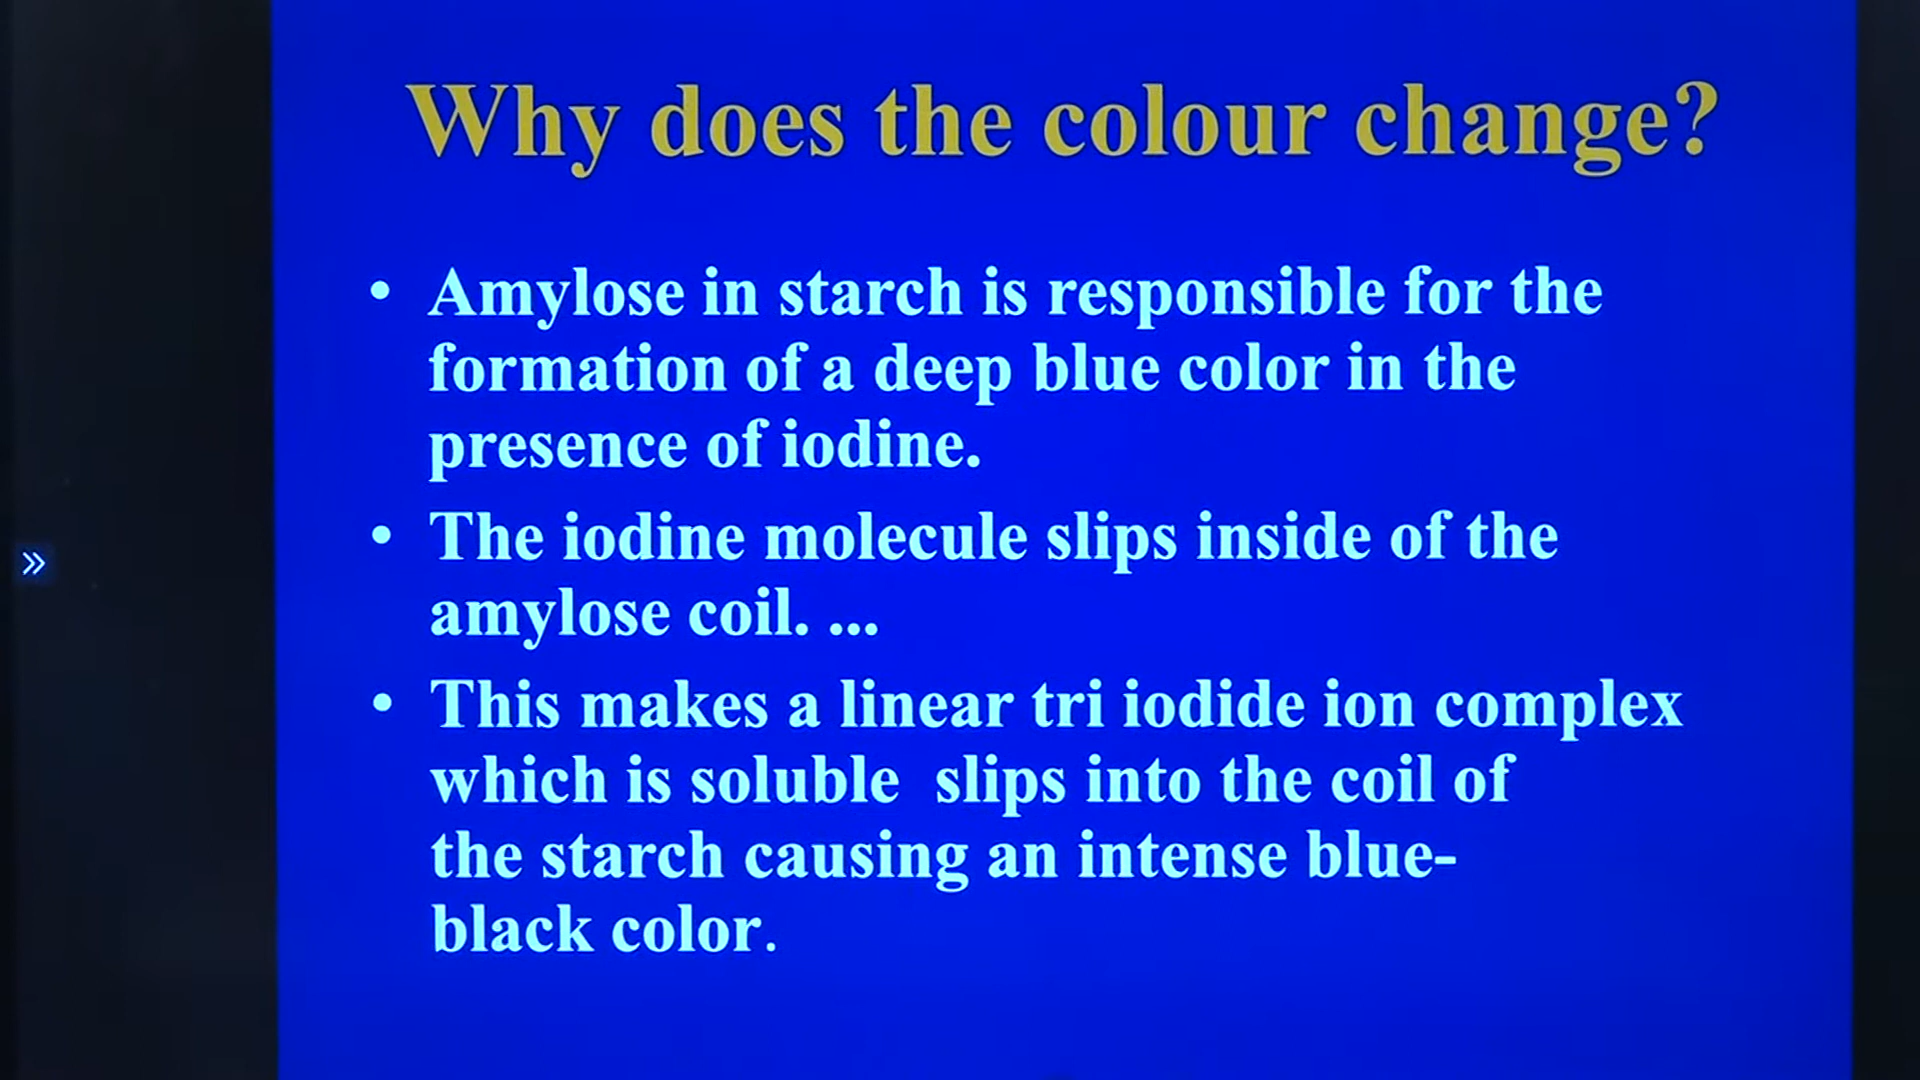 Why does the colour change?
• Amylose in starch is responsible for the
formation of a deep blue color in the
presence of iodine.
• The iodine molecule slips inside of the
amylose coil. ...
• This makes a linear tri iodide ion complex
which is soluble  slips into the coil of
the starch causing an intense blue-
black color.